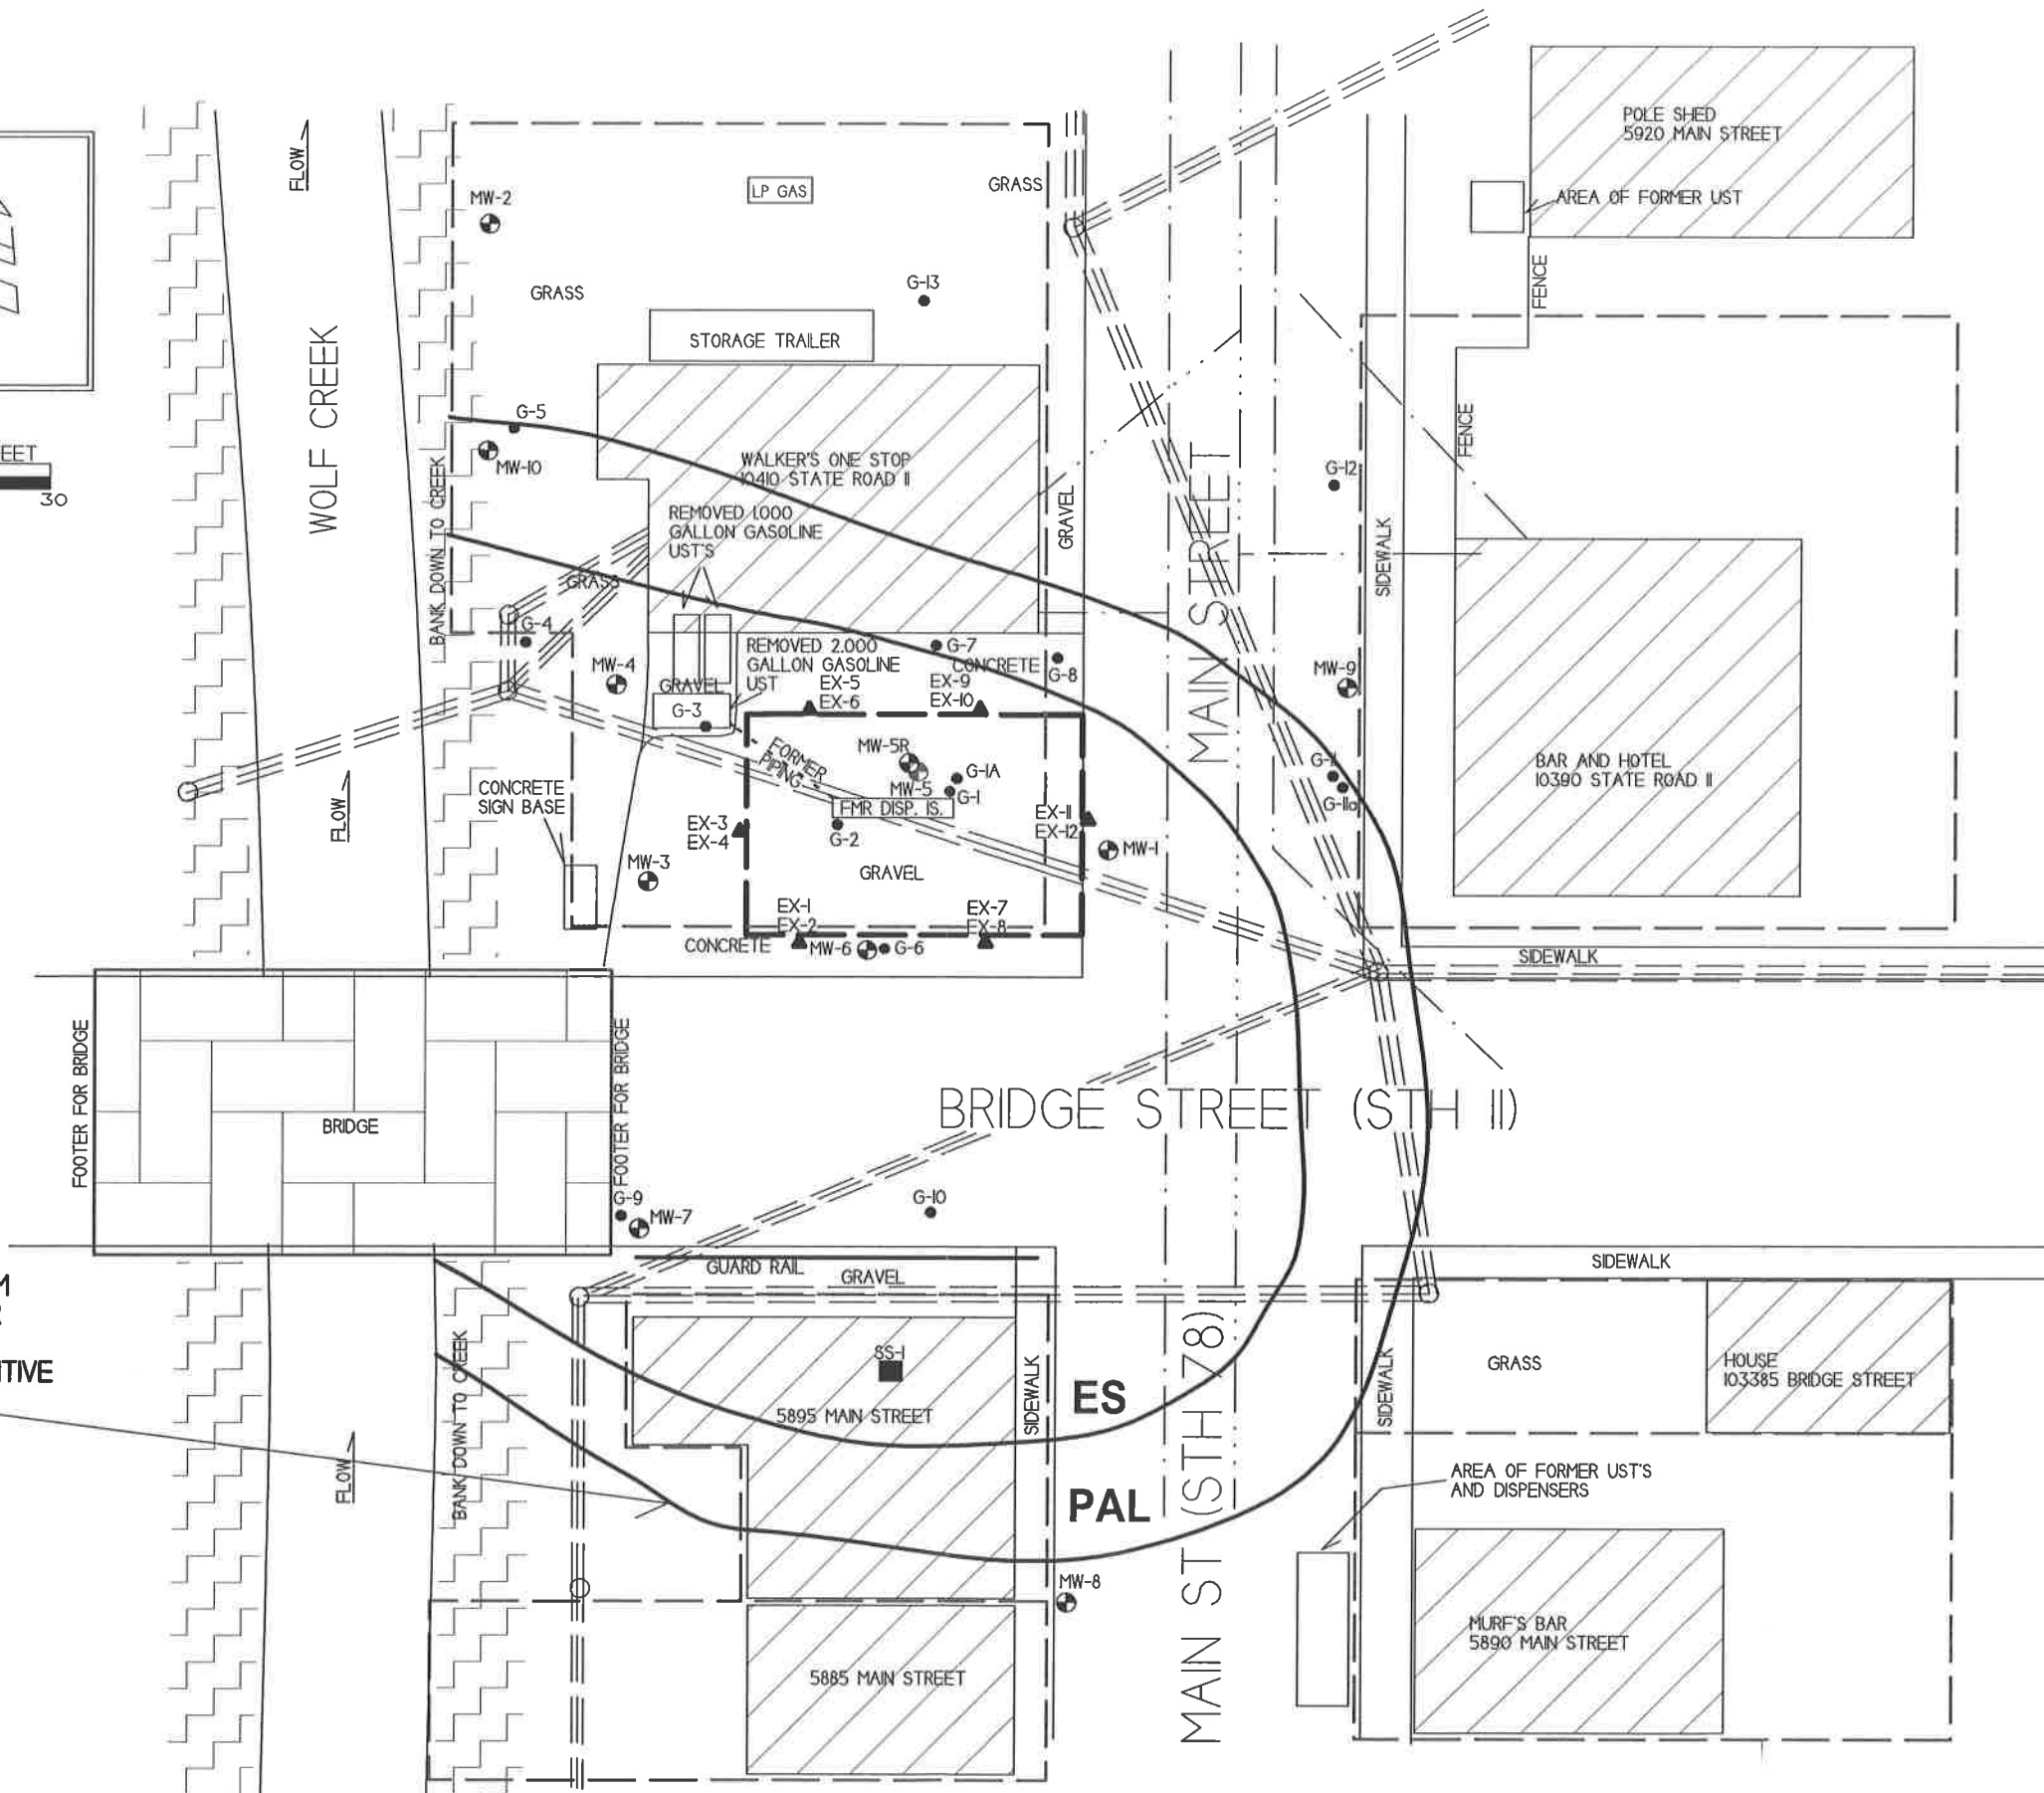 POLE SHED
5920 MAIN STREET
LP GAS
GRASS
FLOW
MW-2
AREA OF FORMER UST
FENCE
G-13
GRASS
STORAGE TRAILER
WOLF CREEK
G-5
MW-10
WALKER'S ONE STOP
10410 STATE ROAD 11
FENCE
G-12
EET
30
BANK DOWN TO CREEK
REMOVED 1,000
GALLON GASOLINE
UST'S
GRAVEL
MAIN STREET
SIDEWALK
GRASS
G-4
MW-4
REMOVED 2,000
GALLON GASOLINE
UST
G-7
CONCRETE
G-8
MW-9
GRAVEL
EX-5
EX-6
EX-9
EX-10
G-3
FORMER
PIPING
MW-5R
MW-5
G-1A
G-1
FMR DISP. IS.
G-2
G-11
G-11a
BAR AND HOTEL
10390 STATE ROAD 11
CONCRETE
SIGN BASE
FLOW
EX-3
EX-4
EX-11
EX-12
MW-1
MW-3
GRAVEL
EX-1
EX-2
EX-7
EX-8
CONCRETE
MW-6
G-6
SIDEWALK
FOOTER FOR BRIDGE
BRIDGE
FOOTER FOR BRIDGE
BRIDGE STREET (STH 11)
G-9
MW-7
G-10
GUARD RAIL
GRAVEL
SIDEWALK
M
TIVE
BANK DOWN TO CREEK
FLOW
SS-1
5895 MAIN STREET
SIDEWALK
ES
PAL
MAIN ST (STH 78)
SIDEWALK
GRASS
HOUSE
103385 BRIDGE STREET
AREA OF FORMER UST'S
AND DISPENSERS
MW-8
MURF'S BAR
5890 MAIN STREET
5885 MAIN STREET